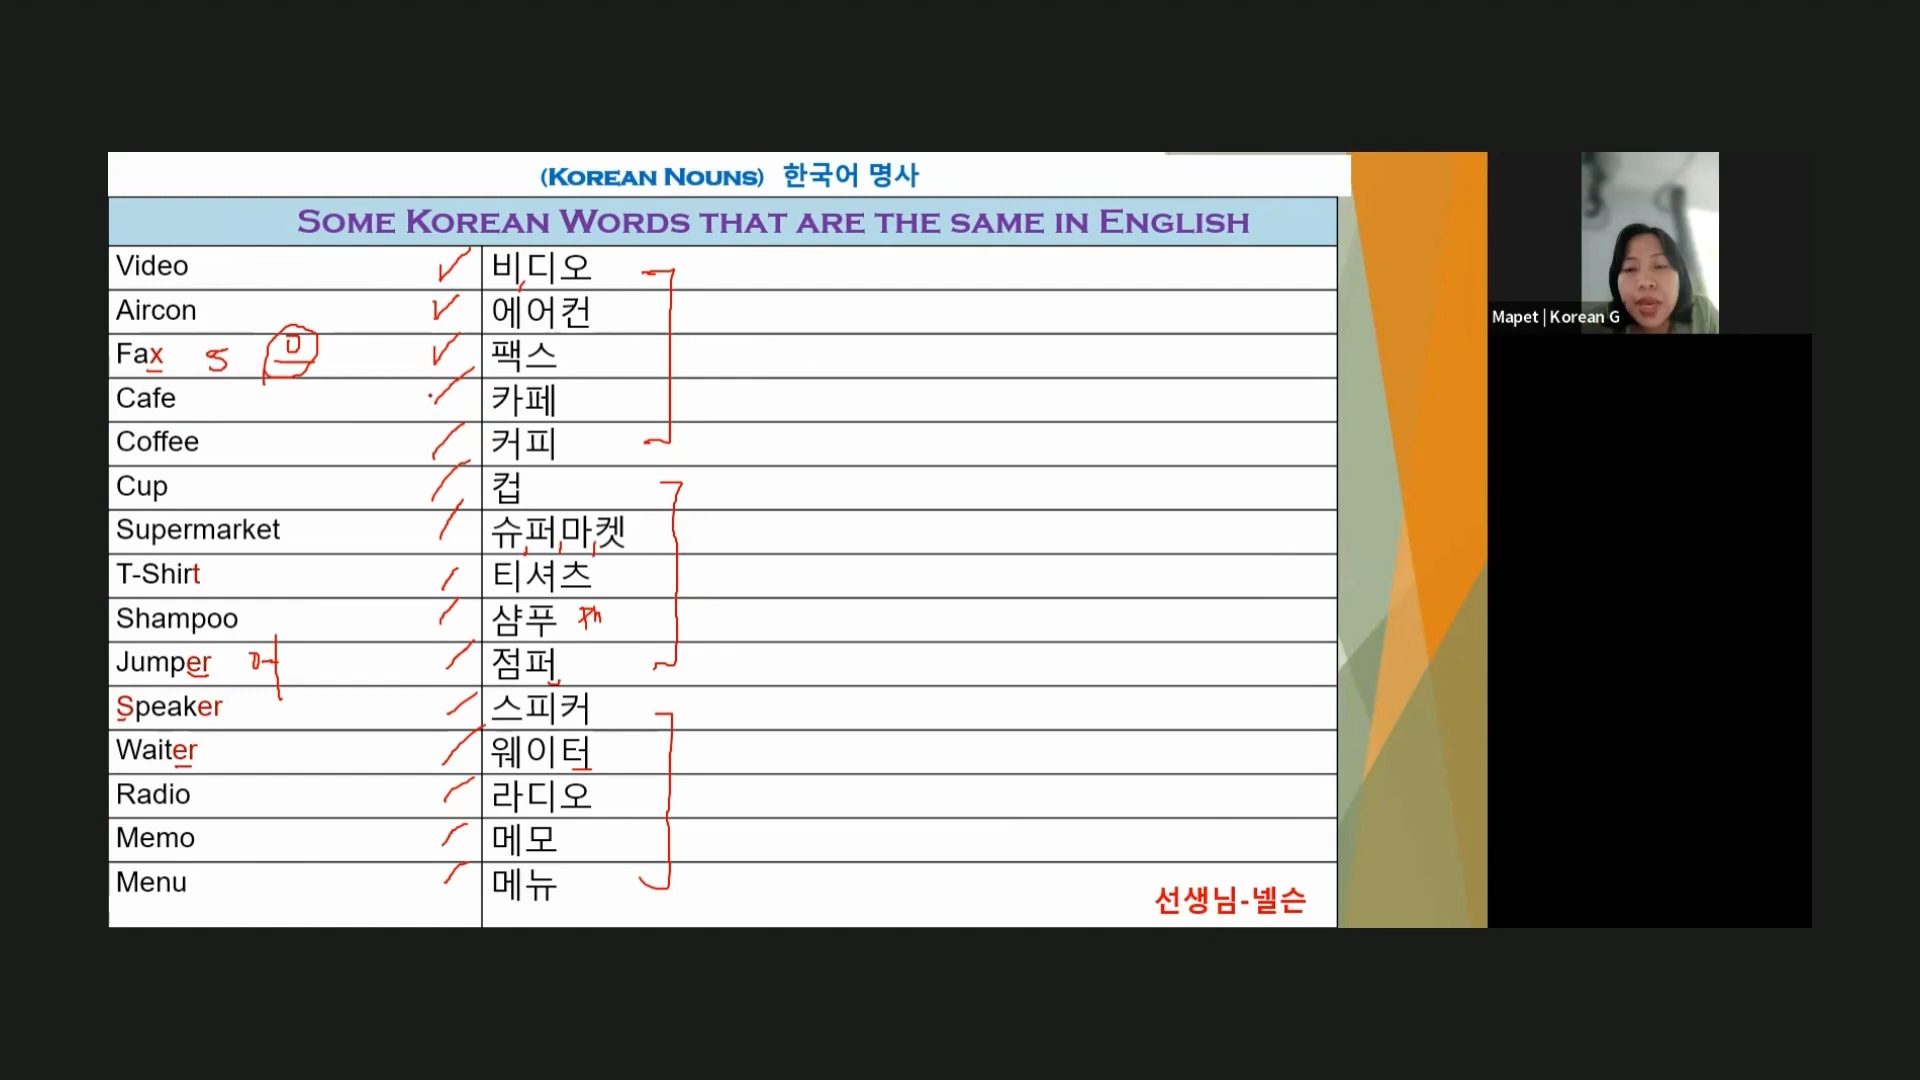 (KOREAN NOUNS) 한국어 명사
SOME KOREAN WORDS THAT ARE THE SAME IN ENGLISH
Video 비디오
Aircon 에어컨
Fax S 으 팩스
Cafe 카페
Coffee 커피
Cup 컵
Supermarket 슈퍼마켓
T-Shirt 티셔츠
Shampoo 샴푸 Ph
Jumper 어 점퍼
Speaker 스피커
Waiter 웨이터
Radio 라디오
Memo 메모
Menu 메뉴
선생님-넬슨
Mapet | Korean G